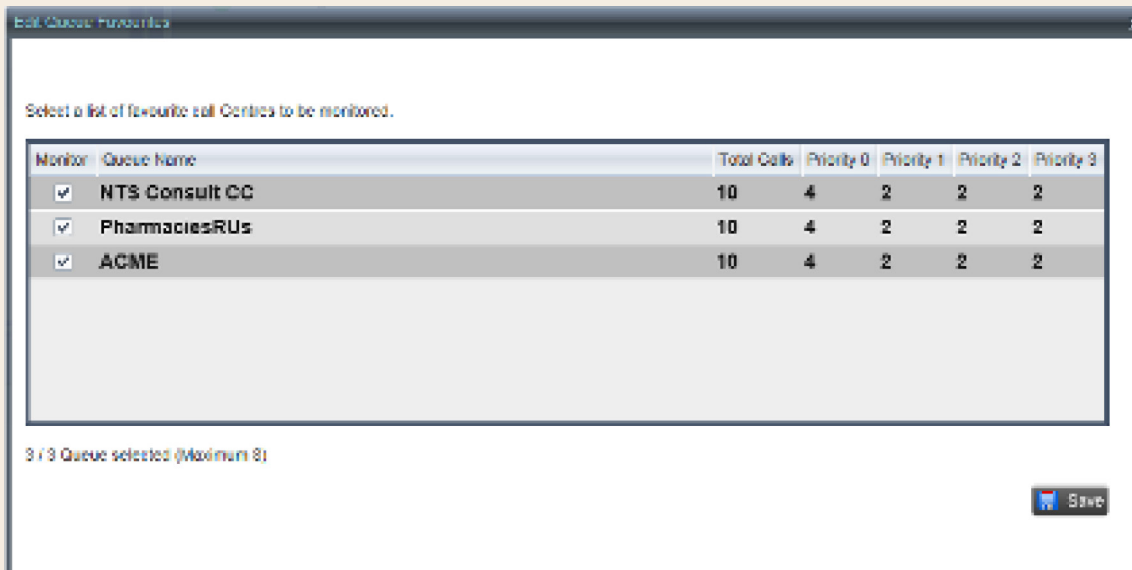 Edit Queue Favourites
Select a list of favourite call Centres to be monitored.
Monitor Queue Name Total Calls Priority 0 Priority 1 Priority 2 Priority 3
NTS Consult CC 10 4 2 2 2
PharmaciesRUs 10 4 2 2 2
ACME 10 4 2 2 2
3 / 3 Queue selected (Maximum 8)
Save